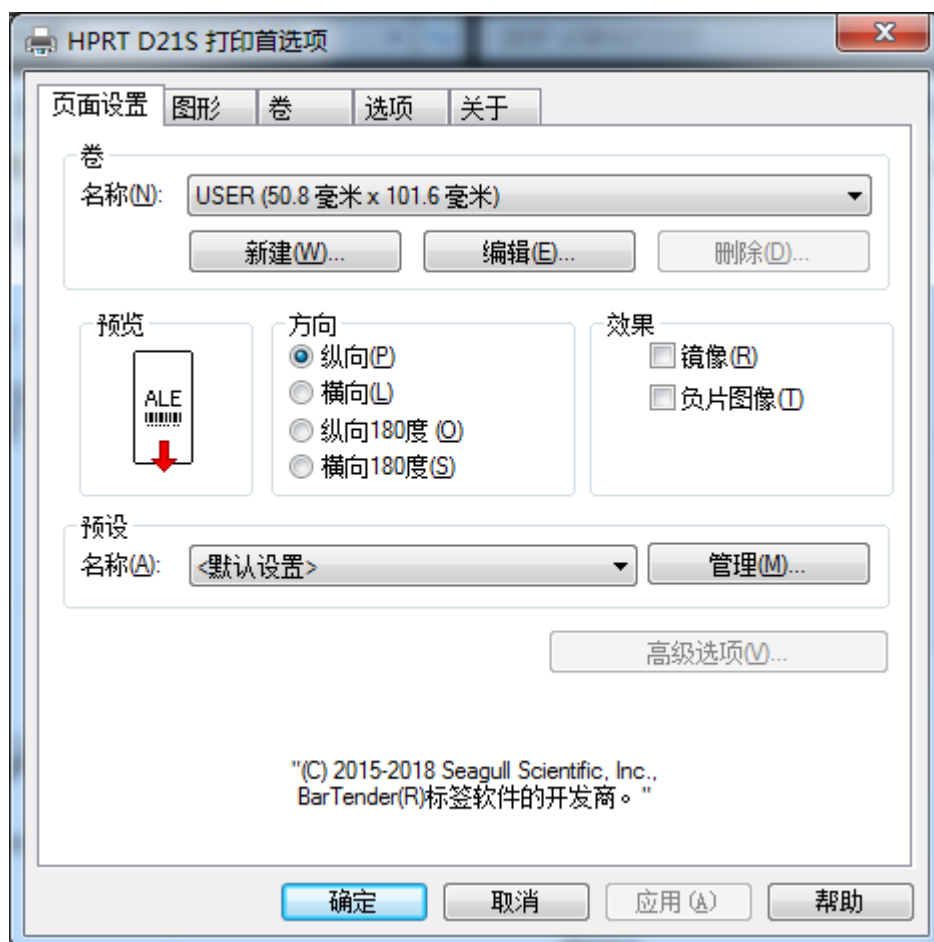 HPRT D21S 打印首选项
页面设置 图形 卷 选项 关于
卷
名称(N): USER (50.8 毫米 x 101.6 毫米)
新建(W)... 编辑(E)... 删除(D)...
预览 方向 效果
纵向(P) 镜像(R)
ALE 横向(L) 负片图像(T)
纵向180度 (O)
横向180度(S)
预设
名称(A): <默认设置> 管理(M)...
高级选项(V)...
"(C) 2015-2018 Seagull Scientific, Inc.,
BarTender(R)标签软件的开发商。"
确定 取消 应用 (A) 帮助